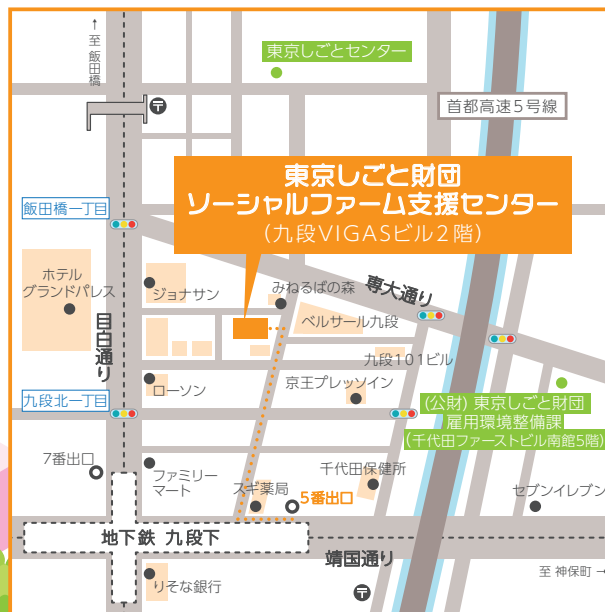 ↑
至 飯田橋
東京しごとセンター
〒
首都高速5号線
東京しごと財団
ソーシャルファーム支援センター
(九段VIGASビル2階)
飯田橋一丁目
ホテル
グランドパレス
ジョナサン
みねるばの森
専大通り
ベルサール九段
目白通り
九段101ビル
ローソン
京王プレッソイン
九段北一丁目
(公財)東京しごと財団
雇用環境整備課
(千代田ファーストビル南館5階)
7番出口
ファミリー
マート
スギ薬局
5番出口
千代田保健所
セブンイレブン
地下鉄 九段下
靖国通り
至 神保町 →
りそな銀行
〒